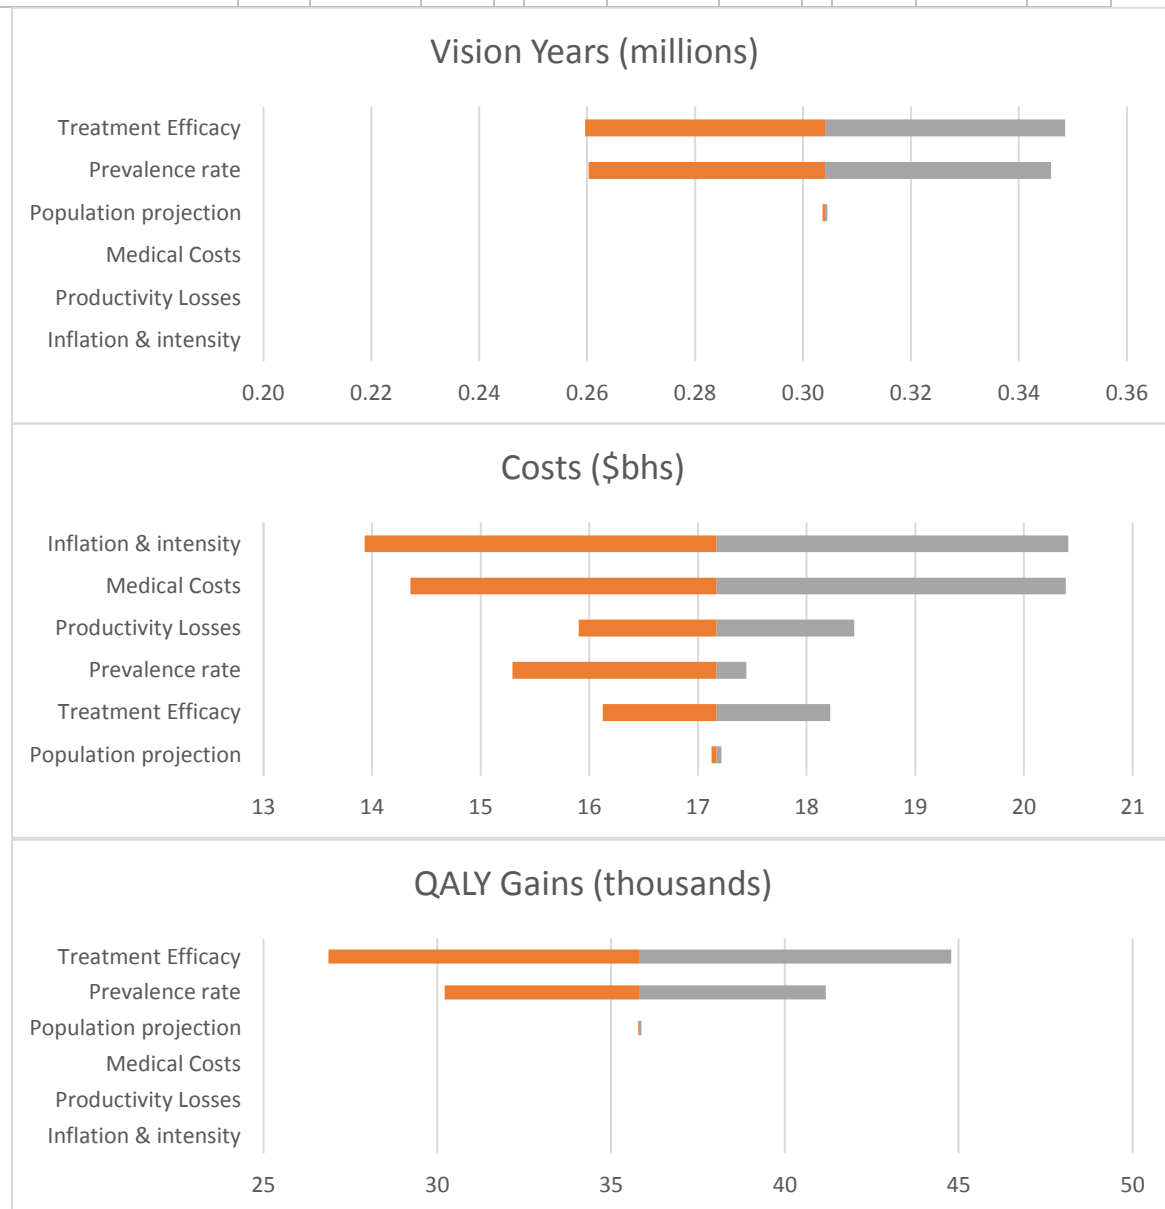 Vision Years (millions)
Treatment Efficacy
Prevalence rate
Population projection
Medical Costs
Productivity Losses
Inflation & intensity
0.20 0.22 0.24 0.26 0.28 0.30 0.32 0.34 0.36
Costs ($bhs)
Inflation & intensity
Medical Costs
Productivity Losses
Prevalence rate
Treatment Efficacy
Population projection
13 14 15 16 17 18 19 20 21
QALY Gains (thousands)
Treatment Efficacy
Prevalence rate
Population projection
Medical Costs
Productivity Losses
Inflation & intensity
25 30 35 40 45 50